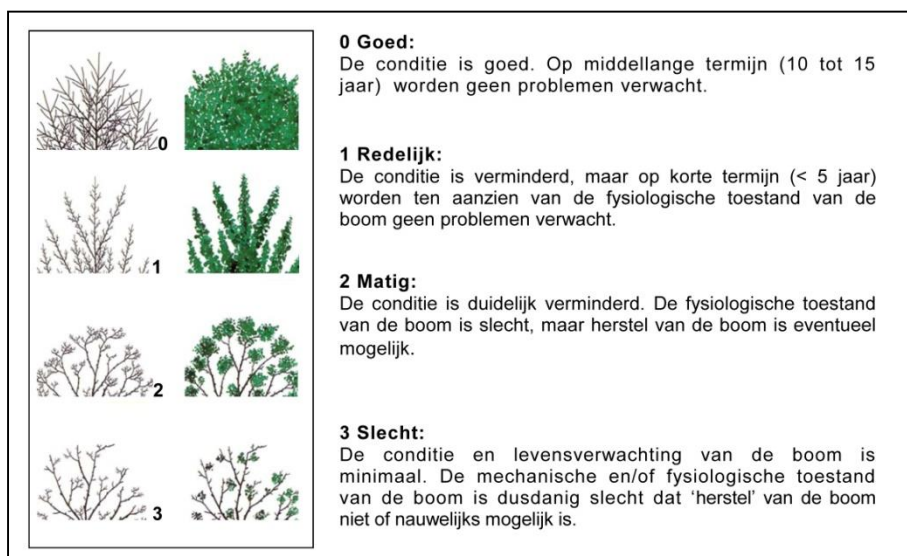 0 Goed:
De conditie is goed. Op middellange termijn (10 tot 15
jaar) worden geen problemen verwacht.
0
1 Redelijk:
De conditie is verminderd, maar op korte termijn (< 5 jaar)
worden ten aanzien van de fysiologische toestand van de
boom geen problemen verwacht.
1
2 Matig:
De conditie is duidelijk verminderd. De fysiologische toestand
van de boom is slecht, maar herstel van de boom is eventueel
mogelijk.
2
3 Slecht:
De conditie en levensverwachting van de boom is
minimaal. De mechanische en/of fysiologische toestand
van de boom is dusdanig slecht dat ‘herstel’ van de boom
niet of nauwelijks mogelijk is.
3